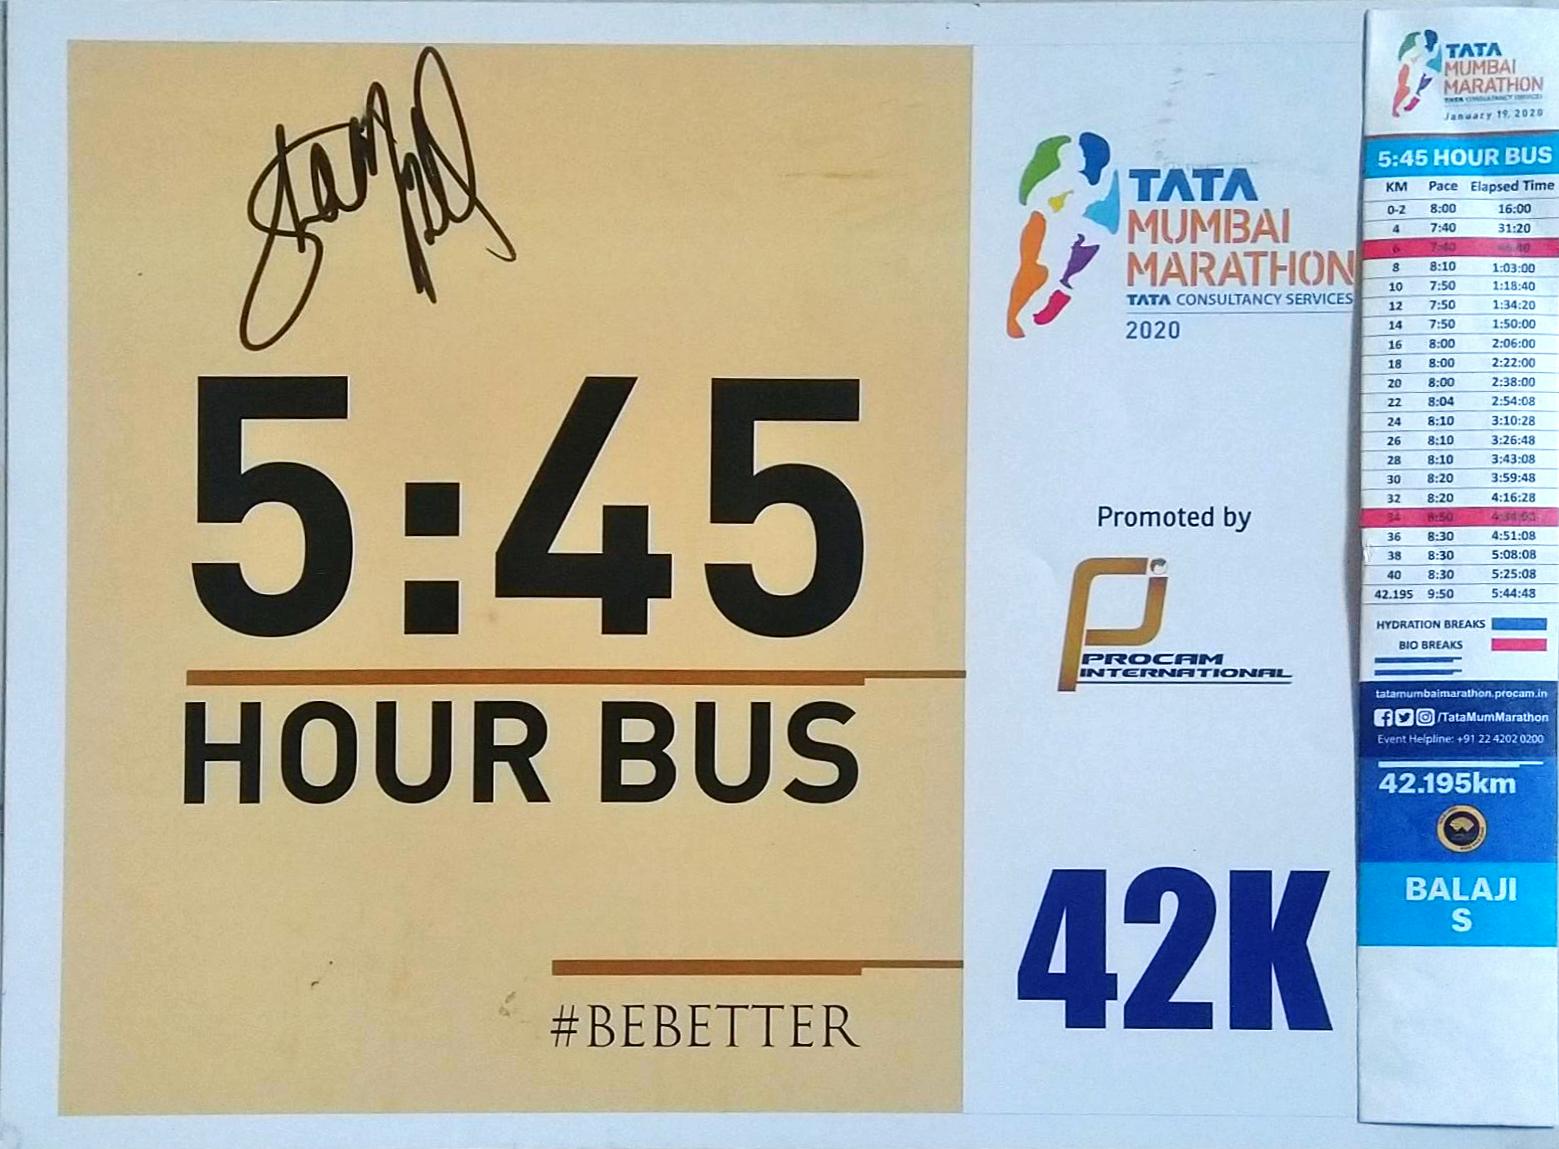 5:45
HOUR BUS
#BEBETTER
TATA
MUMBAI
MARATHON
TATA CONSULTANCY SERVICES
2020
Promoted by
PROCAM
INTERNATIONAL
42K
TATA
MUMBAI
MARATHON
TATA CONSULTANCY SERVICES
January 19, 2020
5:45 HOUR BUS
KM Pace Elapsed Time
0-2 8:00 16:00
4 7:40 31:20
6 7:40
8 8:10 1:03:00
10 7:50 1:18:40
12 7:50 1:34:20
14 7:50 1:50:00
16 8:00 2:06:00
18 8:00 2:22:00
20 8:00 2:38:00
22 8:04 2:54:08
24 8:10 3:10:28
26 8:10 3:26:48
28 8:10 3:43:08
30 8:20 3:59:48
32 8:20 4:16:28
34 8:50
36 8:30 4:51:08
38 8:30 5:08:08
40 8:30 5:25:08
42.195 9:50 5:44:48
HYDRATION BREAKS
BIO BREAKS
tatamumbaimarathon.procam.in
/TataMumMarathon
Event Helpline: +91 22 4202 0200
42.195km
BALAJI
S